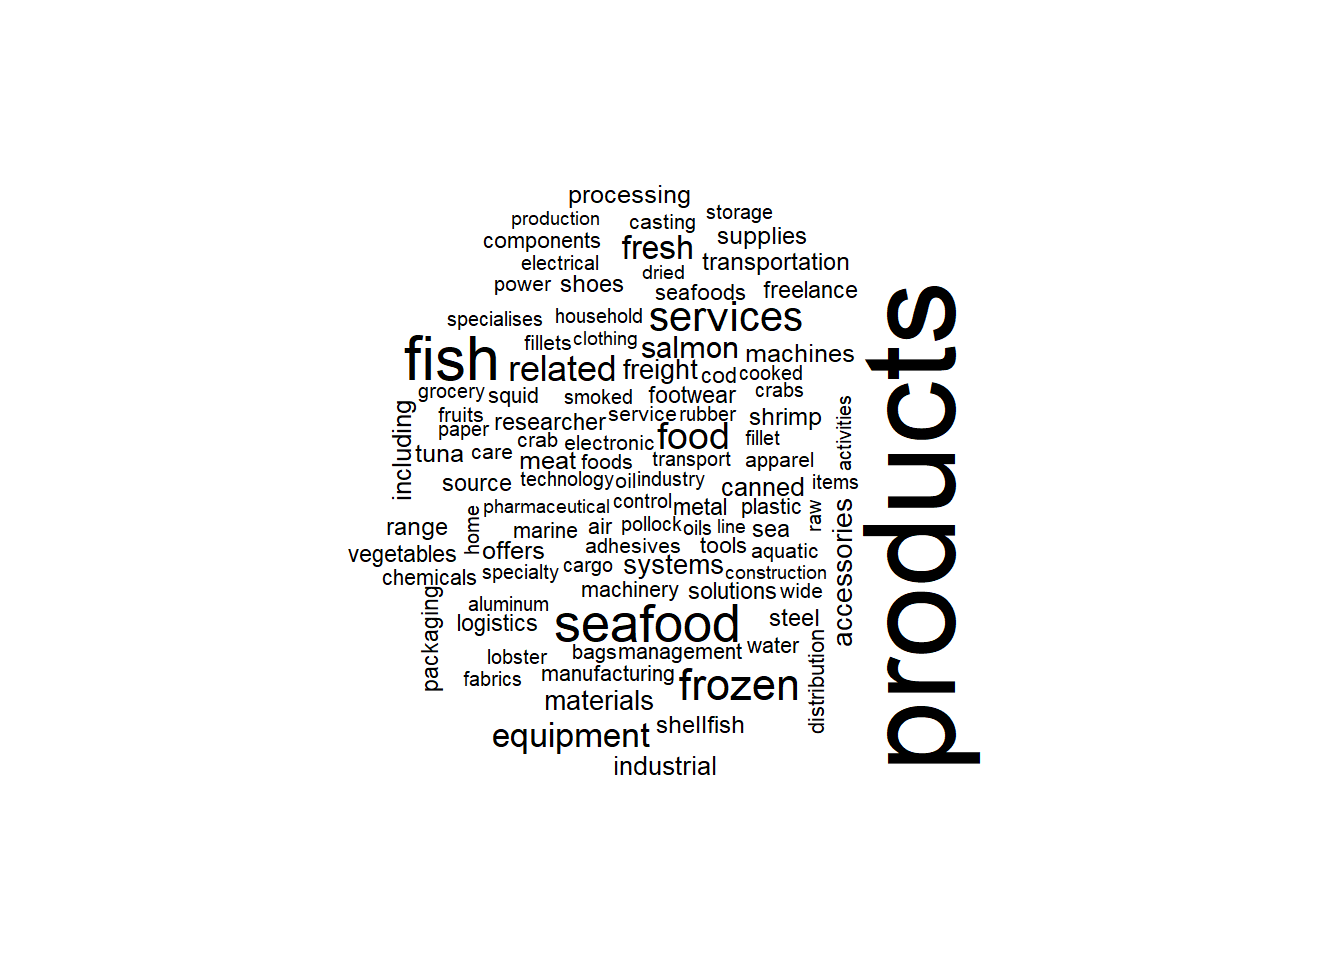 processing
production casting storage
components fresh supplies
electrical dried transportation
power shoes seafoods freelance
specialises household services
fillets clothing salmon machines
fish related freight cod cooked
grocery squid smoked footwear crabs
fruits researcher service rubber shrimp
paper crab electronic food fillet
tuna care meat foods transport apparel
including
activities
source technology oil industry canned items
pharmaceutical control metal plastic
range marine air pollock oils line sea
home
raw
vegetables offers adhesives tools aquatic
chemicals specialty cargo systems construction
machinery solutions wide
accessories
products
aluminum
logistics seafood steel
packaging
lobster bags management water
fabrics manufacturing frozen
distribution
materials
equipment shellfish
industrial